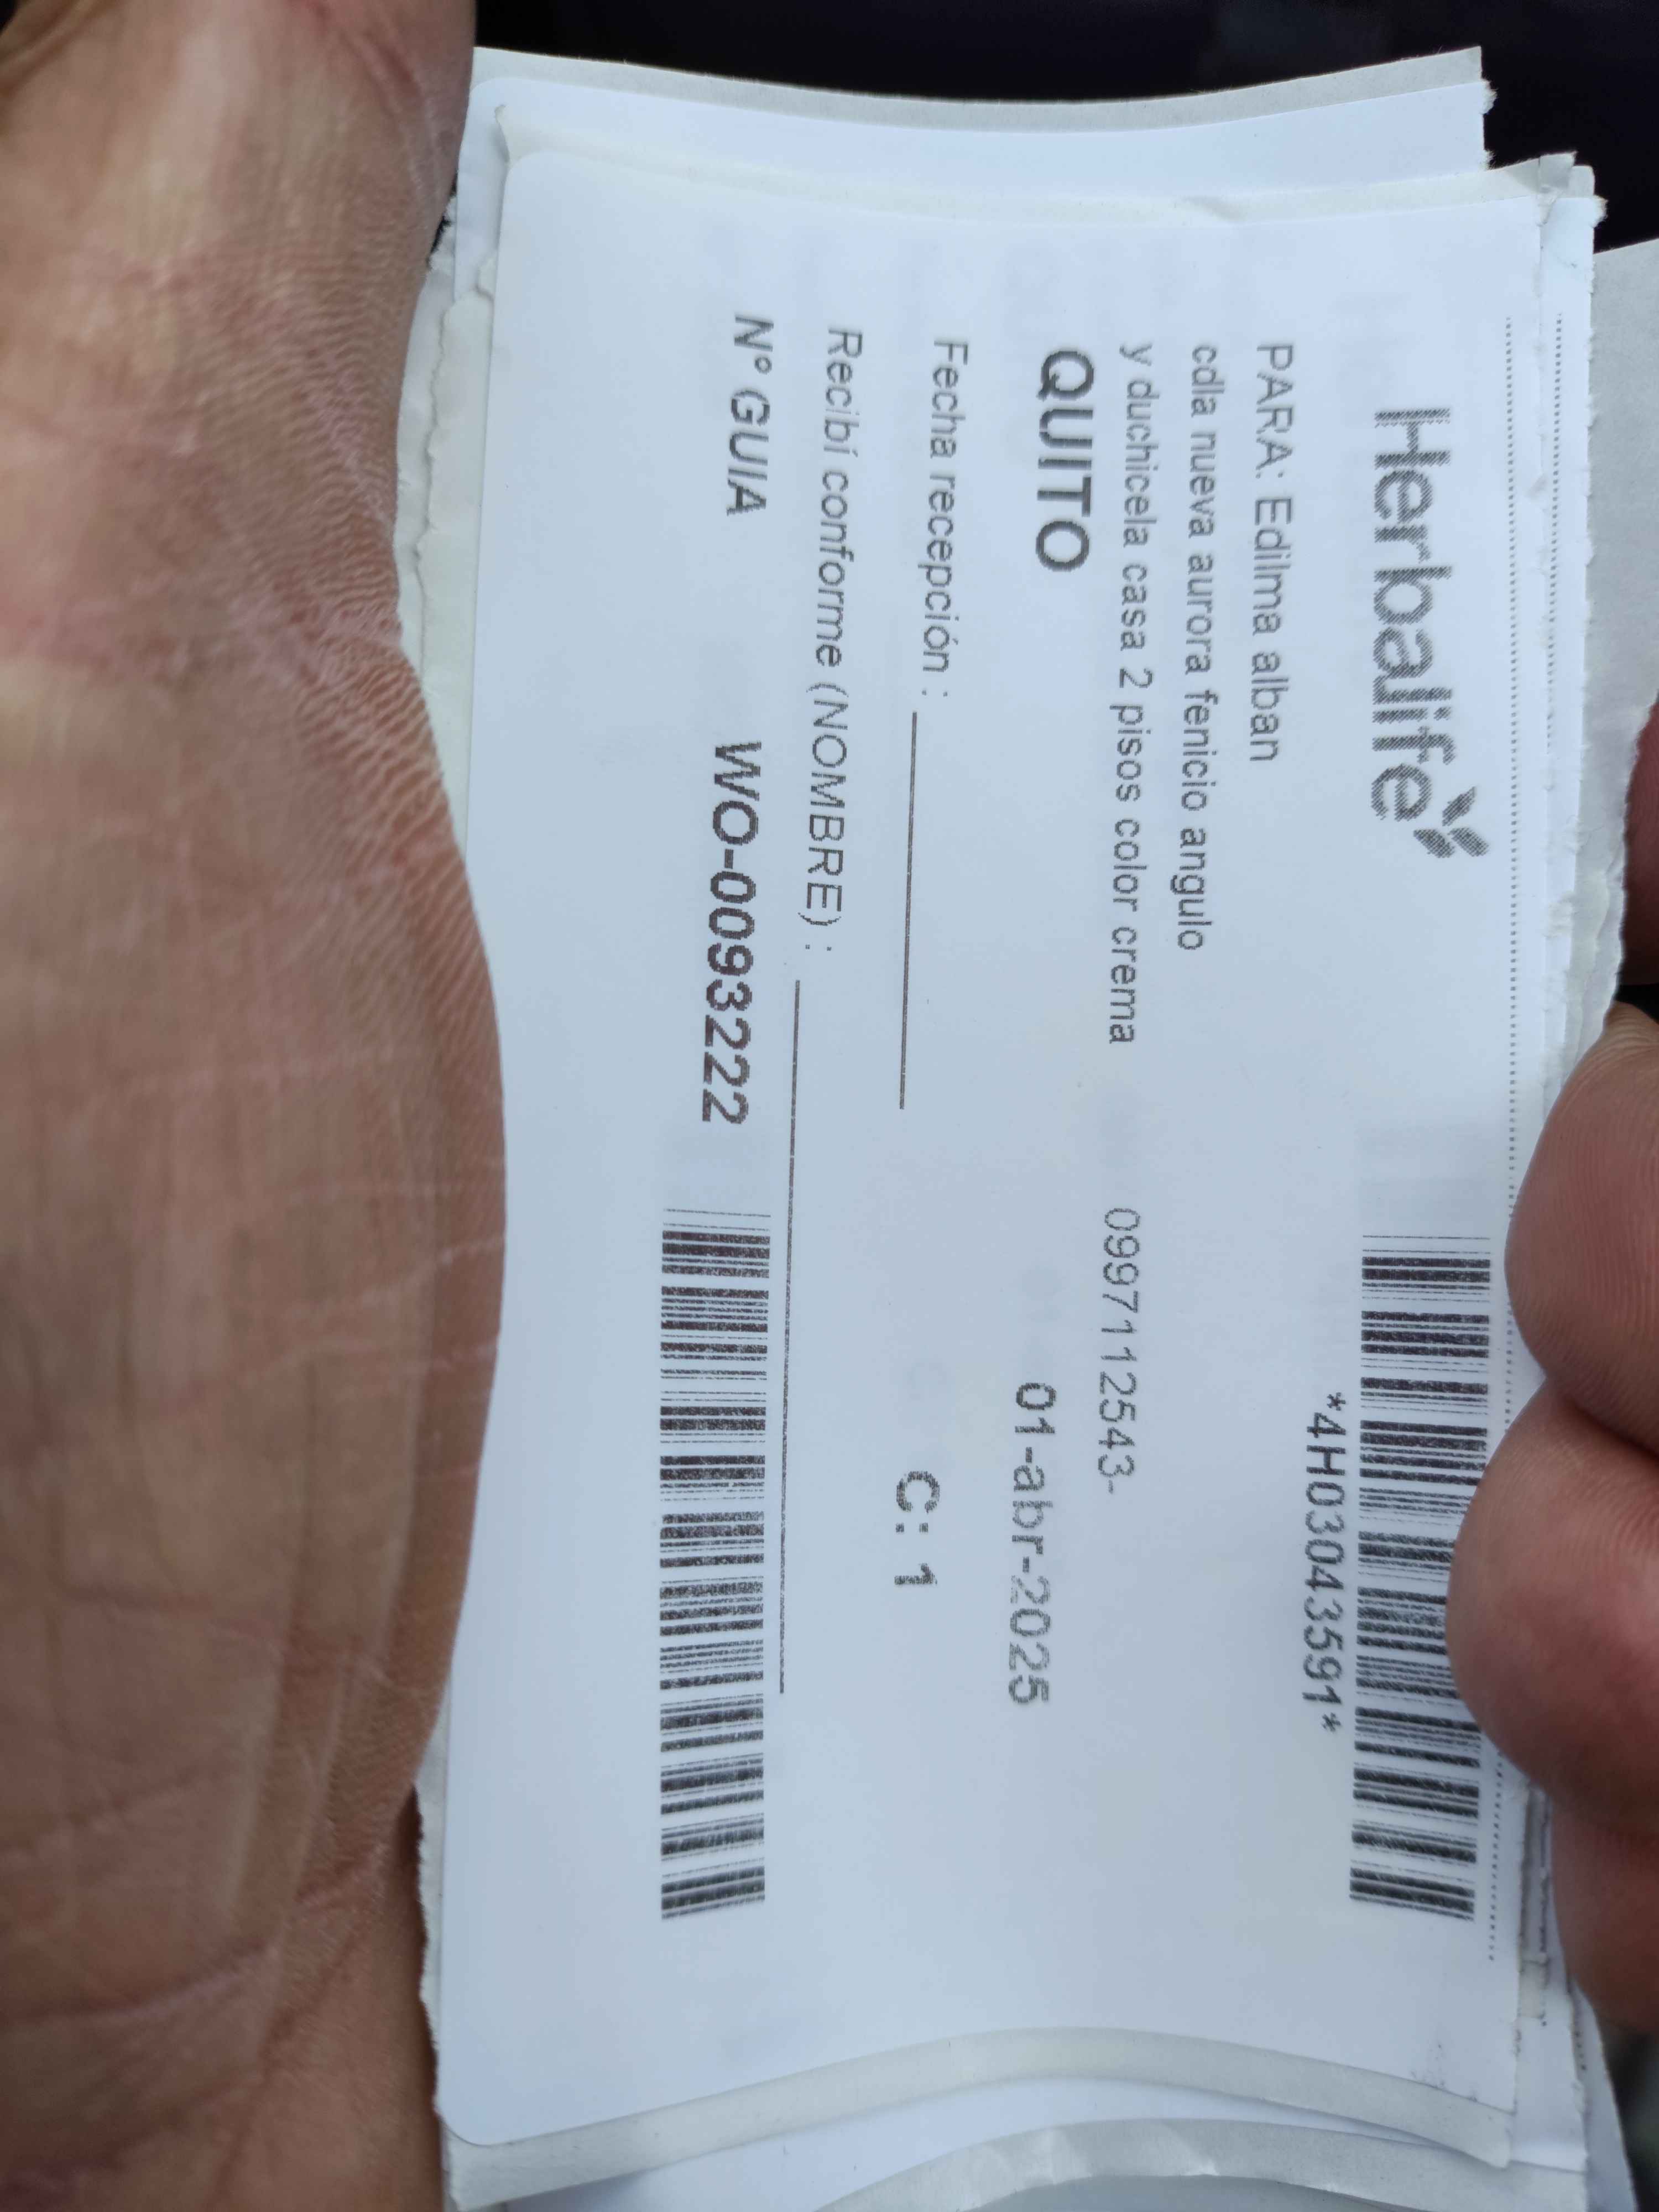 Herbalife
*4H03043591*
PARA: Edilma alban
cdla nueva aurora fenicio angulo
y duchicela casa 2 pisos color crema 0997112543-
QUITO 01-abr-2025
Fecha recepción : C: 1
Recibí conforme (NOMBRE) :
Nº GUIA WO-0093222